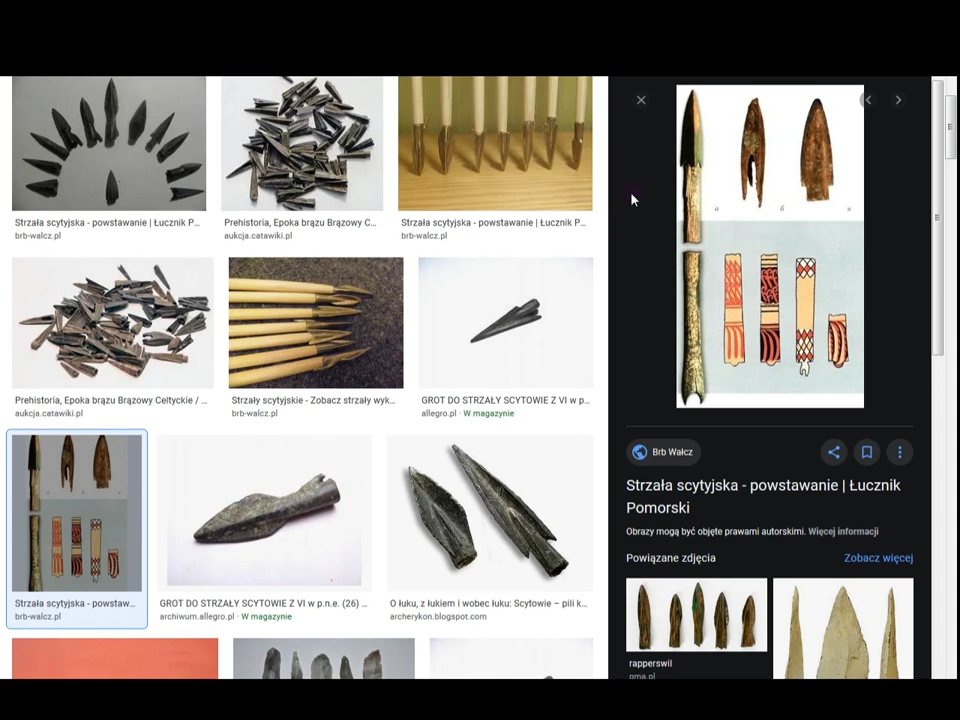 Strzała scytyjska - powstawanie | Łucznik P...
brb-walcz.pl
Prehistoria, Epoka brązu Brązowy C...
aukcja.catawiki.pl
Strzała scytyjska - powstawanie | Łucznik P...
brb-walcz.pl
Prehistoria, Epoka brązu Brązowy Celtyckie / ...
aukcja.catawiki.pl
Strzały scytyjskie - Zobacz strzały wyk...
brb-walcz.pl
GROT DO STRZAŁY SCYTOWIE Z VI w p...
allegro.pl · W magazynie
Strzała scytyjska - powstaw...
brb-walcz.pl
GROT DO STRZAŁY SCYTOWIE Z VI w p.n.e. (26) ...
archiwum.allegro.pl · W magazynie
O łuku, z łukiem i wobec łuku: Scytowie – pili k...
archerykon.blogspot.com
Brb Wałcz
Strzała scytyjska - powstawanie | Łucznik
Pomorski
Obrazy mogą być objęte prawami autorskimi. Więcej informacji
Powiązane zdjęcia Zobacz więcej
rapperswil
pma.pl